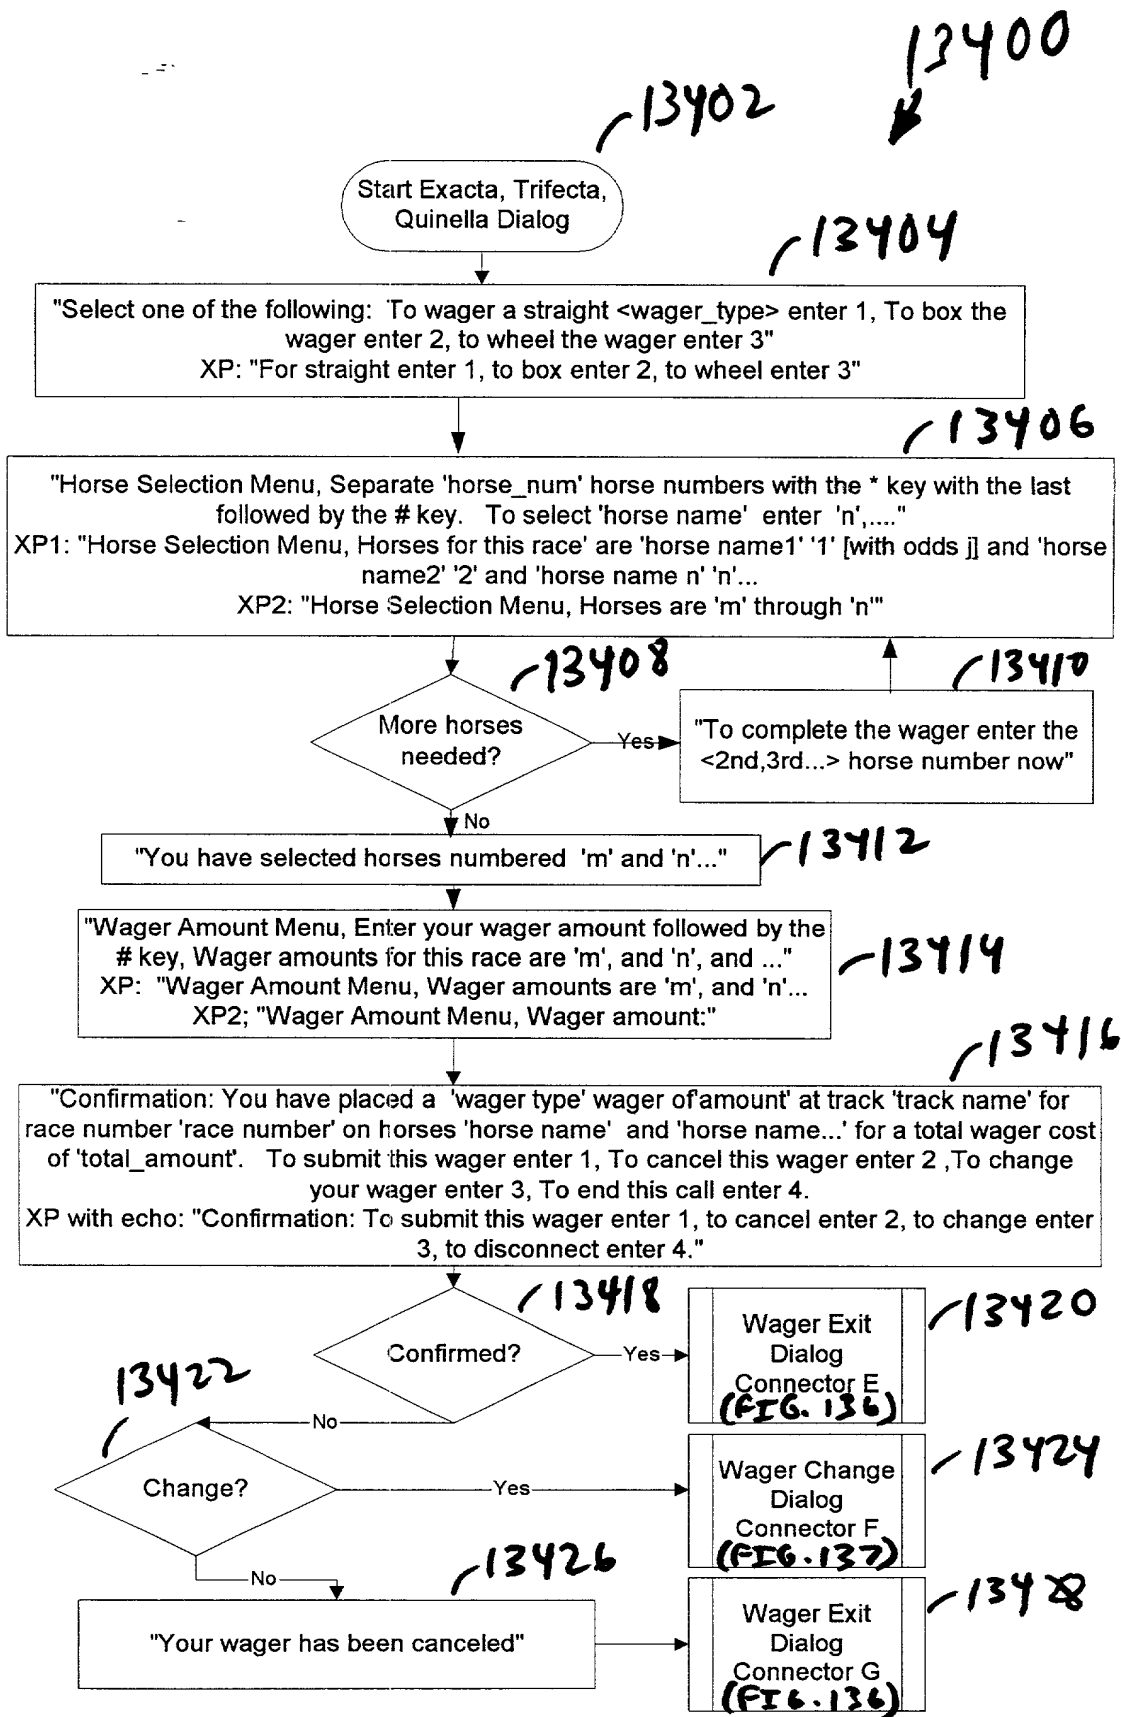 13400
13402
Start Exacta, Trifecta,
Quinella Dialog
13404
"Select one of the following:  To wager a straight <wager_type> enter 1, To box the
wager enter 2, to wheel the wager enter 3"
XP: "For straight enter 1, to box enter 2, to wheel enter 3"
13406
"Horse Selection Menu, Separate 'horse_num' horse numbers with the * key with the last
followed by the # key.   To select 'horse name'  enter  'n',...."
XP1: "Horse Selection Menu, Horses for this race' are 'horse name1' '1' [with odds j] and 'horse
name2' '2' and 'horse name n' 'n'...
XP2: "Horse Selection Menu, Horses are 'm' through 'n'"
13408
13410
More horses
needed?
Yes
"To complete the wager enter the
<2nd,3rd...> horse number now"
No
"You have selected horses numbered  'm' and 'n'..."
13412
"Wager Amount Menu, Enter your wager amount followed by the
# key, Wager amounts for this race are 'm', and 'n', and ..."
XP:  "Wager Amount Menu, Wager amounts are 'm', and 'n'...
XP2; "Wager Amount Menu, Wager amount:"
13414
13416
"Confirmation: You have placed a  'wager type' wager of'amount' at track 'track name' for
race number 'race number' on horses 'horse name'  and 'horse name...' for a total wager cost
of 'total_amount'.   To submit this wager enter 1, To cancel this wager enter 2 ,To change
your wager enter 3, To end this call enter 4.
XP with echo: "Confirmation: To submit this wager enter 1, to cancel enter 2, to change enter
3, to disconnect enter 4."
13418
Confirmed?
Yes
Wager Exit
Dialog
Connector E
(FIG. 136)
13420
13422
No
Change?
Yes
Wager Change
Dialog
Connector F
(FIG. 137)
13424
No
13426
"Your wager has been canceled"
Wager Exit
Dialog
Connector G
(FIG. 136)
13428